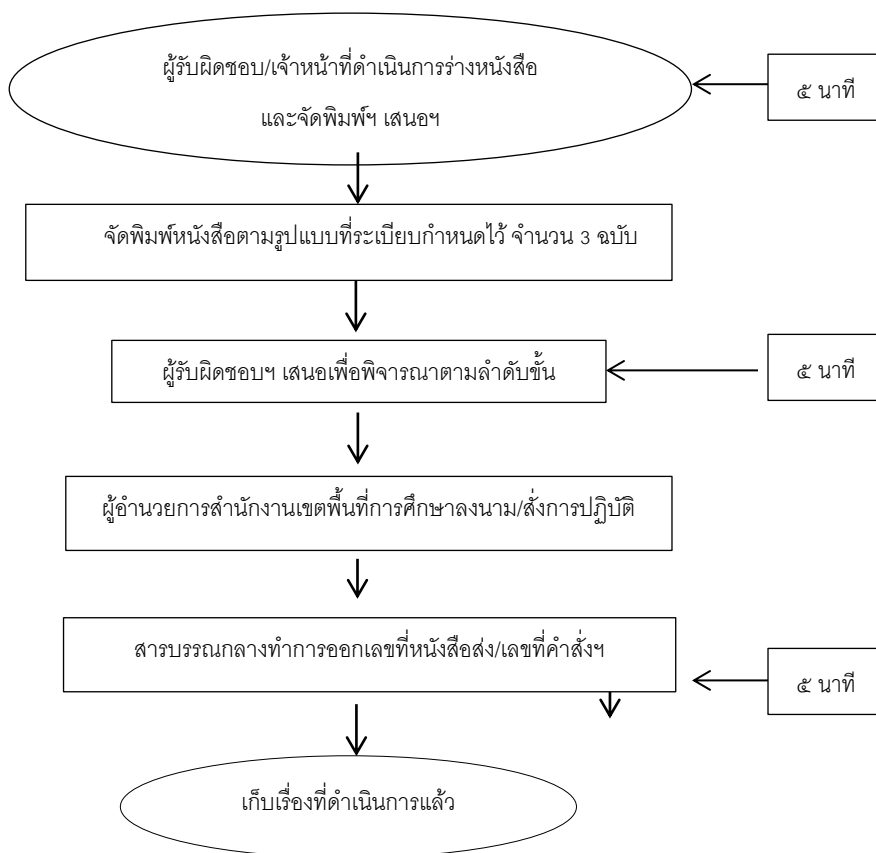 ผู้รับผิดชอบ/เจ้าหน้าที่ดำเนินการร่างหนังสือ
และจัดพิมพ์ฯ เสนอฯ
๕ นาที
จัดพิมพ์หนังสือตามรูปแบบที่ระเบียบกำหนดไว้ จำนวน 3 ฉบับ
ผู้รับผิดชอบฯ เสนอเพื่อพิจารณาตามลำดับขั้น
๕ นาที
ผู้อำนวยการสำนักงานเขตพื้นที่การศึกษาลงนาม/สั่งการปฏิบัติ
สารบรรณกลางทำการออกเลขที่หนังสือส่ง/เลขที่คำสั่งฯ
๕ นาที
เก็บเรื่องที่ดำเนินการแล้ว